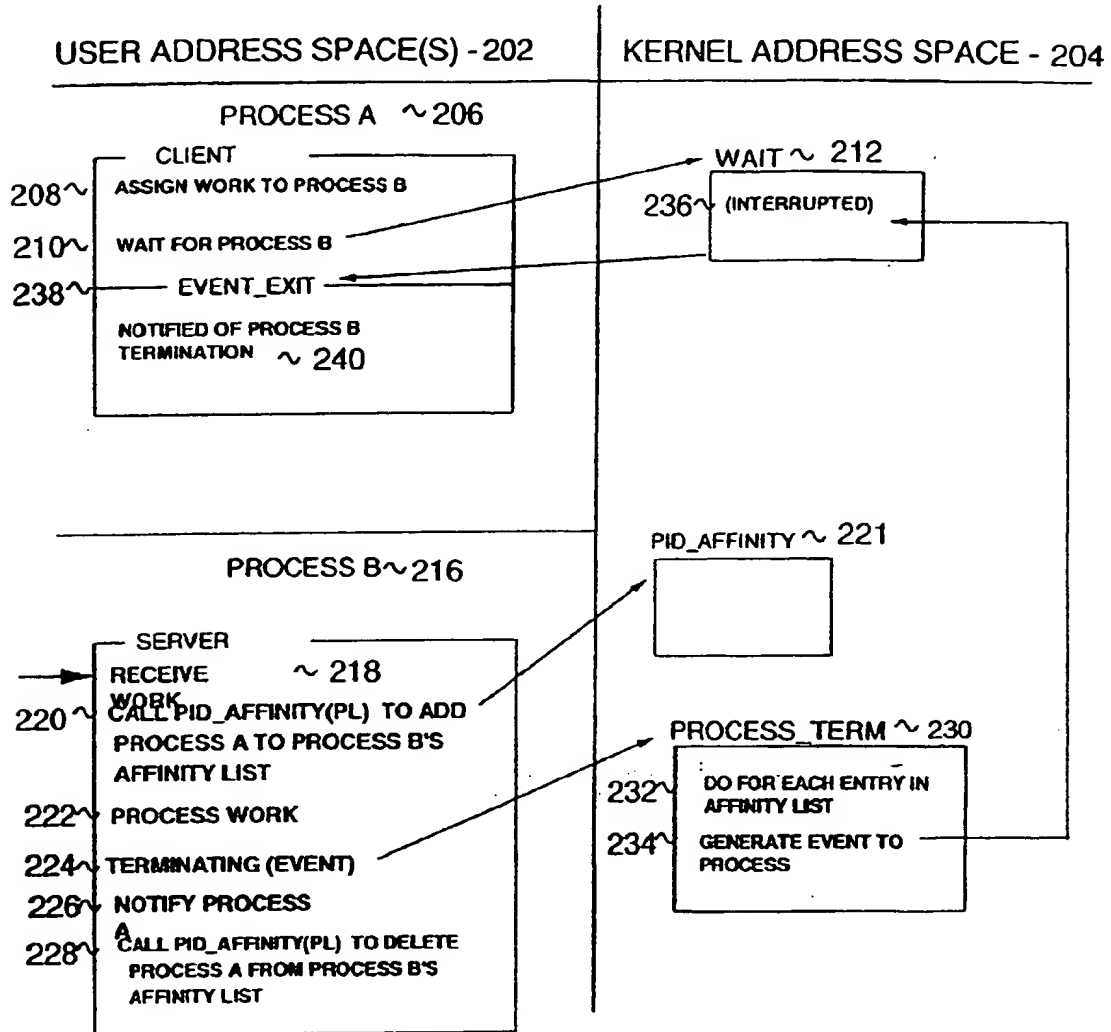 USER ADDRESS SPACE(S) - 202
KERNEL ADDRESS SPACE - 204
PROCESS A ~ 206
CLIENT
208~ ASSIGN WORK TO PROCESS B
210~ WAIT FOR PROCESS B
238~ EVENT_EXIT
NOTIFIED OF PROCESS B
TERMINATION ~ 240
WAIT ~ 212
236~ (INTERRUPTED)
PID_AFFINITY ~ 221
PROCESS B~ 216
SERVER
RECEIVE ~ 218
WORK
220~ CALL PID_AFFINITY(PL) TO ADD
PROCESS A TO PROCESS B'S
AFFINITY LIST
222~ PROCESS WORK
224~ TERMINATING (EVENT)
226~ NOTIFY PROCESS
A
228~ CALL PID_AFFINITY(PL) TO DELETE
PROCESS A FROM PROCESS B'S
AFFINITY LIST
PROCESS_TERM ~ 230
232~ DO FOR EACH ENTRY IN
AFFINITY LIST
234~ GENERATE EVENT TO
PROCESS